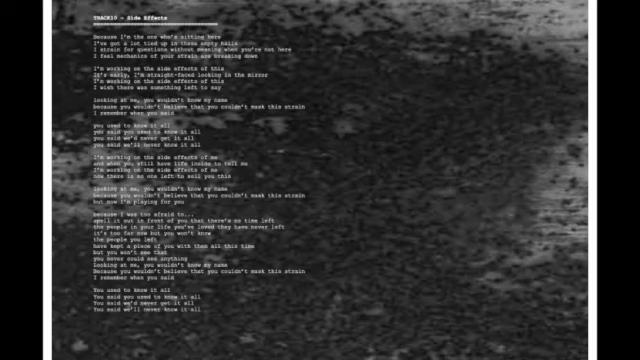 TRACK10 - Side Effects
Because I'm the one who's sitting here
I've got a lot tied up in these empty halls
I strain for questions without meaning when you're not here
I feel mechanics of your strain are breaking down
I'm working on the side effects of this
It's early, I'm straight-faced looking in the mirror
I'm working on the side effects of this
I wish there was something left to say
looking at me, you wouldn't know my name
because you wouldn't believe that you couldn't mask this strain
I remember when you said
you used to know it all
you said you used to know it all
you said we'd never get it all
you said we'll never know it all
I'm working on the side effects of me
and when you still have life inside to tell me
I'm working on the side effects of me
now there is no one left to sell you this
looking at me, you wouldn't know my name
because you wouldn't believe that you couldn't mask this strain
but now I'm playing for you
because I was too afraid to...
spell it out in front of you that there's no time left
the people in your life you've loved they have never left
it's too far now but you won't know
the people you left
have kept a piece of you with them all this time
but you won't see that
you never could see anything
Looking at me, you wouldn't know my name
Because you wouldn't believe that you couldn't mask this strain
I remember when you said
You used to know it all
You said you used to know it all
You said we'd never get it all
You said we'll never know it all